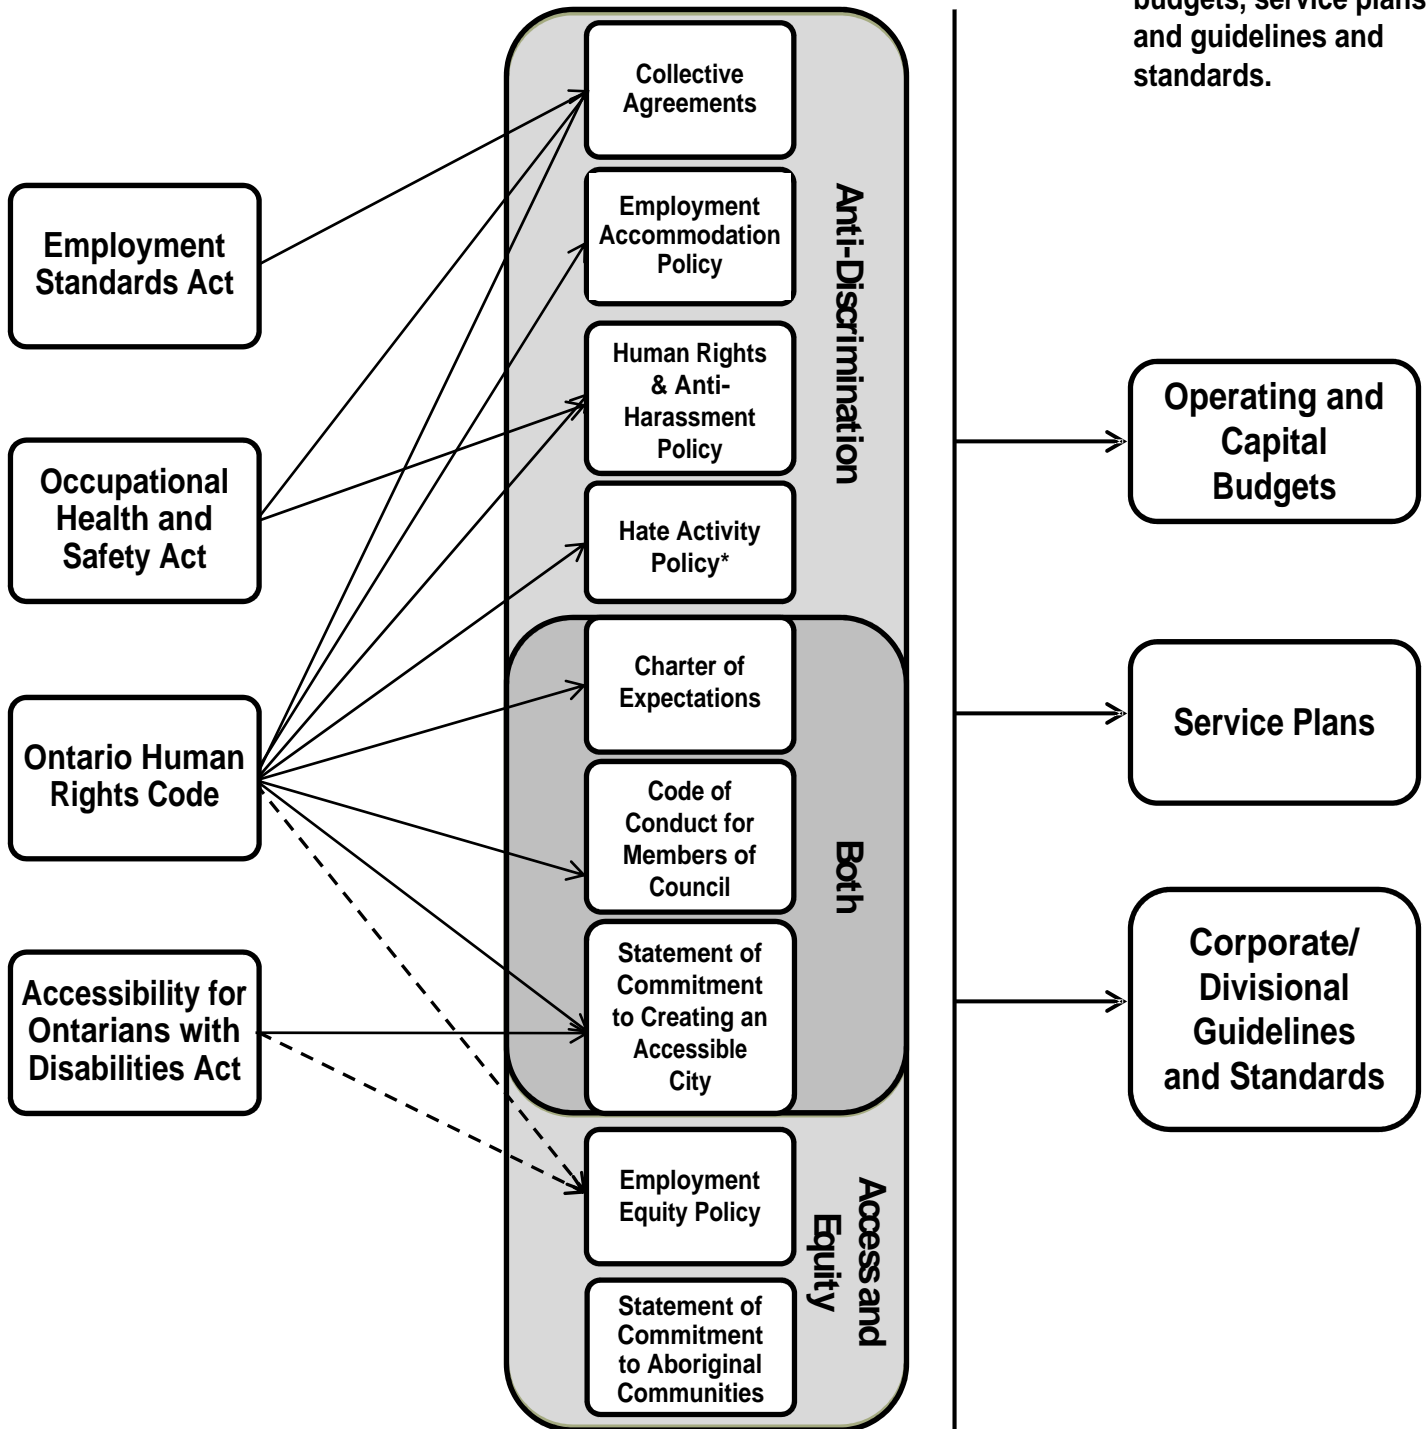 budgets, service plans
and guidelines and
standards.
Employment
Standards Act
Occupational
Health and
Safety Act
Ontario Human
Rights Code
Accessibility for
Ontarians with
Disabilities Act
Collective
Agreements
Employment
Accommodation
Policy
Human Rights
& Anti-
Harassment
Policy
Hate Activity
Policy*
Anti-Discrimination
Charter of
Expectations
Code of
Conduct for
Members of
Council
Statement of
Commitment
to Creating an
Accessible
City
Both
Employment
Equity Policy
Statement of
Commitment
to Aboriginal
Communities
Access and
Equity
Operating and
Capital
Budgets
Service Plans
Corporate/
Divisional
Guidelines
and Standards